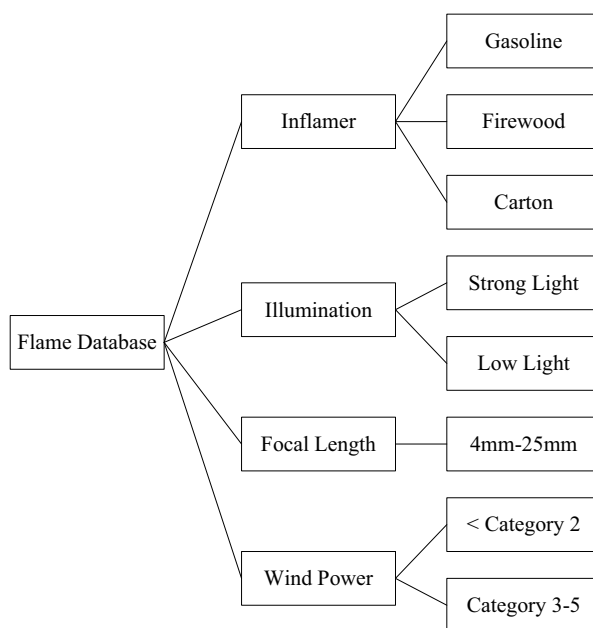 Flame Database
Inflamer
Gasoline
Firewood
Carton
Illumination
Strong Light
Low Light
Focal Length
4mm-25mm
Wind Power
< Category 2
Category 3-5